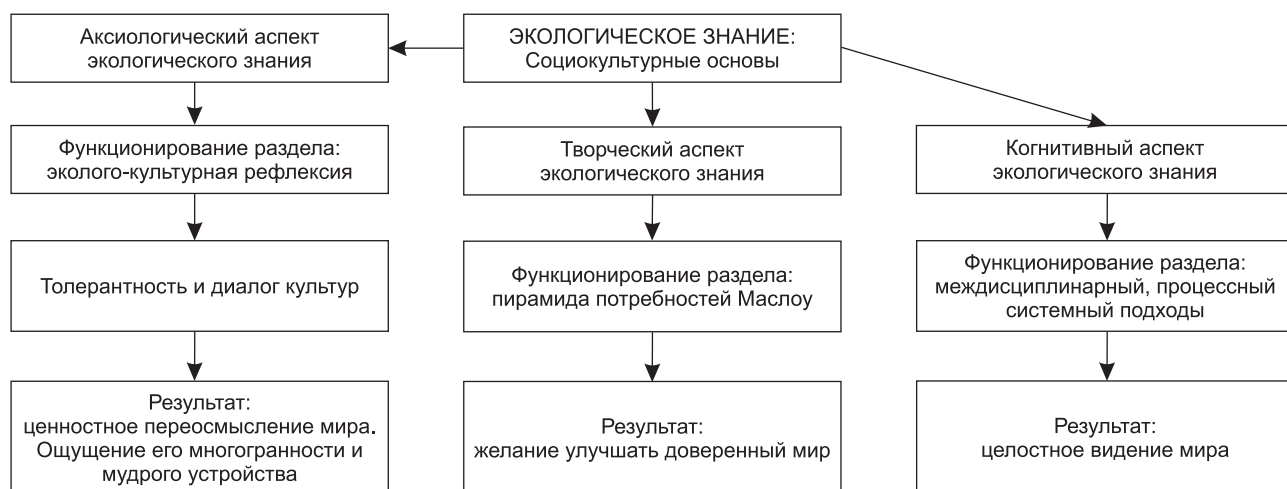 Аксиологический аспект
экологического знания
ЭКОЛОГИЧЕСКОЕ ЗНАНИЕ:
Социокультурные основы
Функционирование раздела:
эколого-культурная рефлексия
Творческий аспект
экологического знания
Когнитивный аспект
экологического знания
Толерантность и диалог культур
Функционирование раздела:
пирамида потребностей Маслоу
Функционирование раздела:
междисциплинарный, процессный
системный подходы
Результат:
ценностное переосмысление мира.
Ощущение его многогранности и
мудрого устройства
Результат:
желание улучшать доверенный мир
Результат:
целостное видение мира